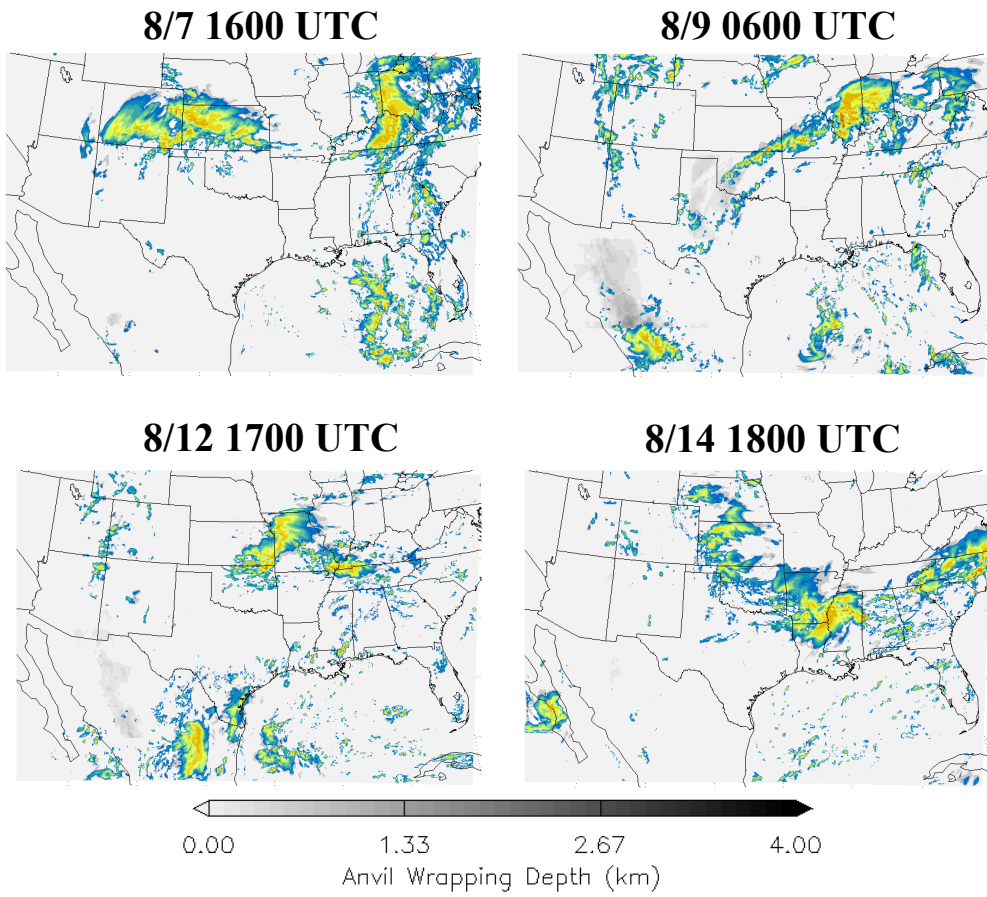 8/7 1600 UTC
8/9 0600 UTC
8/12 1700 UTC
8/14 1800 UTC
0.00 1.33 2.67 4.00
Anvil Wrapping Depth (km)